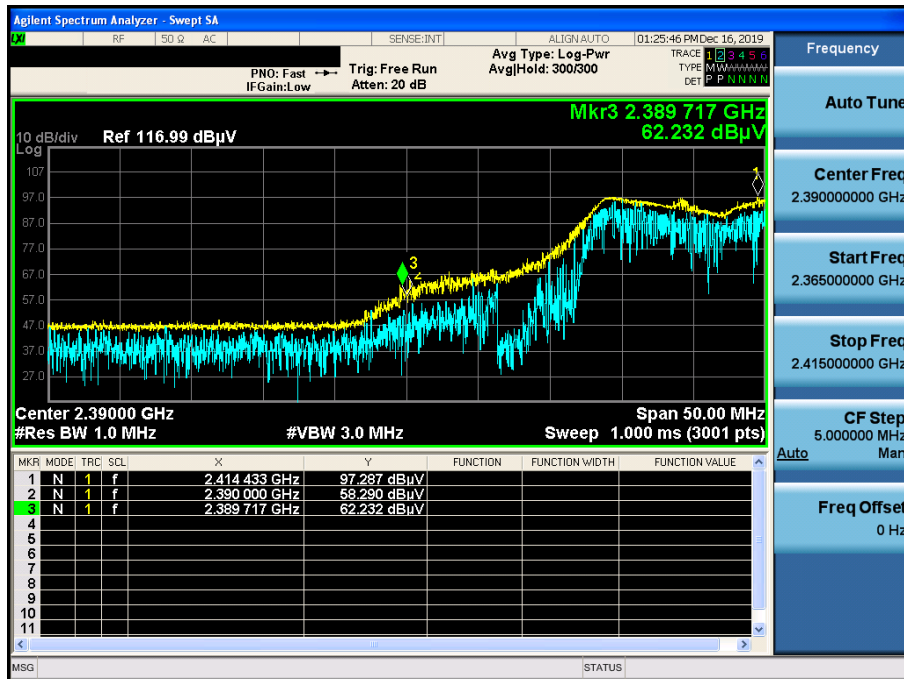 Agilent Spectrum Analyzer - Swept SA
LXI RF 50 Ω AC SENSE:INT ALIGN AUTO 01:25:46 PM Dec 16, 2019
PNO: Fast Trig: Free Run Avg Type: Log-Pwr TRACE 1 2 3 4 5 6
IFGain:Low Atten: 20 dB Avg|Hold: 300/300 TYPE M W W W W W
DET P P N N N N
Frequency
Mkr3 2.389 717 GHz
62.232 dBµV
10 dB/div Ref 116.99 dBµV
Log
107
97.0
87.0
77.0
67.0
57.0
47.0
37.0
27.0
1
3
2
Center 2.39000 GHz Span 50.00 MHz
#Res BW 1.0 MHz #VBW 3.0 MHz Sweep 1.000 ms (3001 pts)
MKR MODE TRC SCL X Y FUNCTION FUNCTION WIDTH FUNCTION VALUE
1 N 1 f 2.414 433 GHz 97.287 dBµV
2 N 1 f 2.390 000 GHz 58.290 dBµV
3 N 1 f 2.389 717 GHz 62.232 dBµV
4
5
6
7
8
9
10
11
MSG STATUS
Auto Tune
Center Freq
2.390000000 GHz
Start Freq
2.365000000 GHz
Stop Freq
2.415000000 GHz
CF Step
5.000000 MHz
Auto Man
Freq Offset
0 Hz